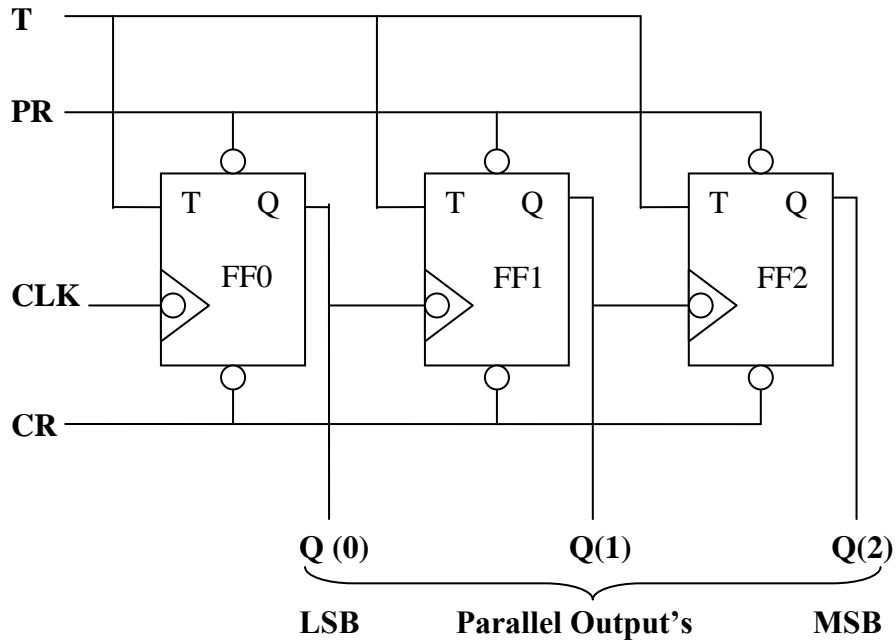 T
PR
T Q T Q T Q
FF0 FF1 FF2
CLK
CR
Q (0) Q(1) Q(2)
LSB Parallel Output's MSB